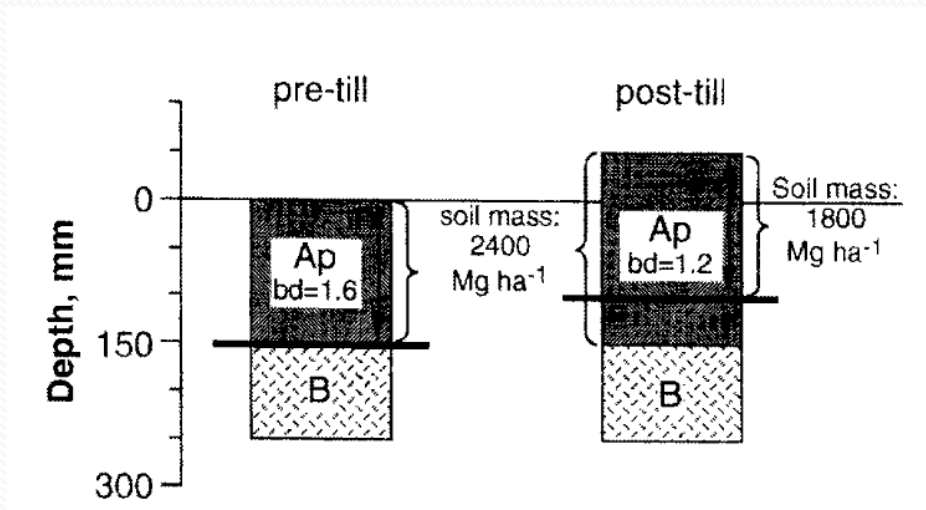 pre-till
post-till
0
150
300
Depth, mm
Ap
bd=1.6
B
soil mass:
2400
Mg ha-1
Ap
bd=1.2
B
Soil mass:
1800
Mg ha-1